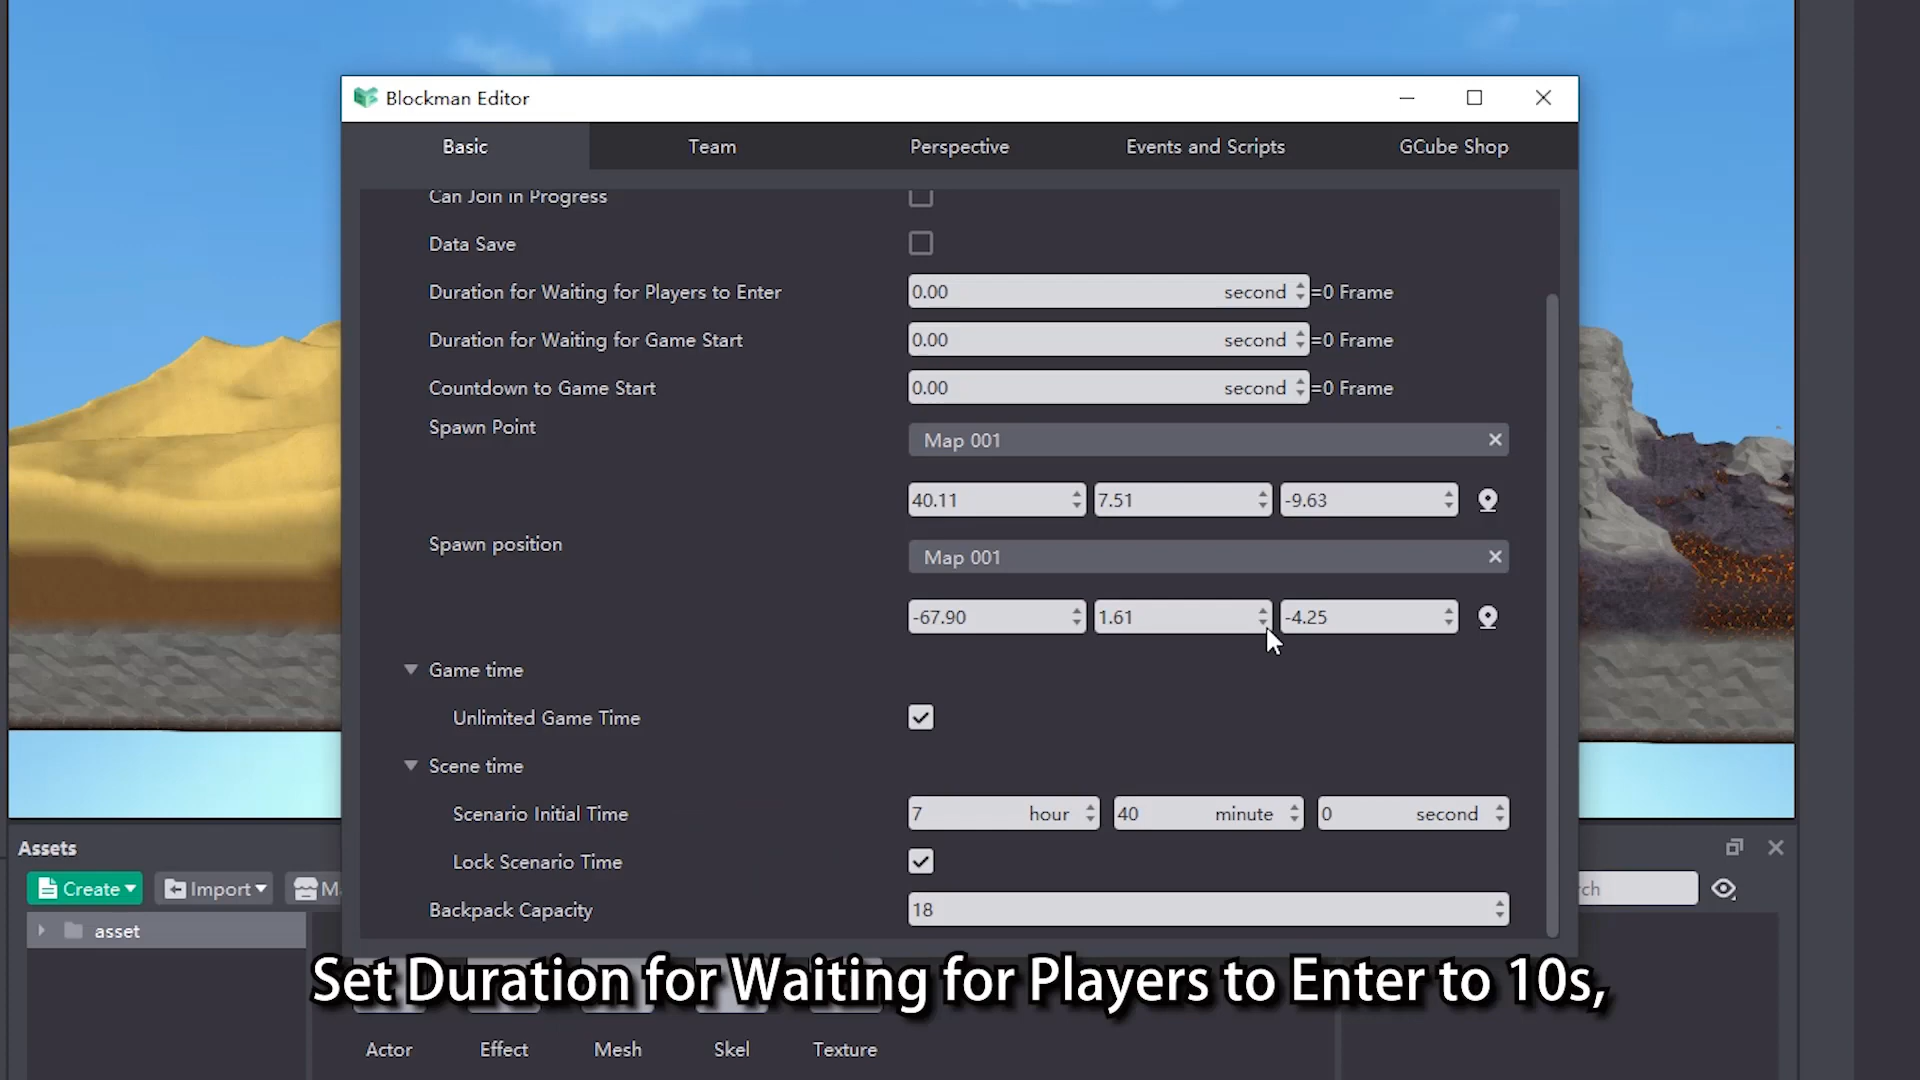 Blockman Editor
Basic
Team
Perspective
Events and Scripts
GCube Shop
Can Join in Progress
Data Save
Duration for Waiting for Players to Enter
0.00 second =0 Frame
Duration for Waiting for Game Start
0.00 second =0 Frame
Countdown to Game Start
0.00 second =0 Frame
Spawn Point
Map 001
40.11 7.51 -9.63
Spawn position
Map 001
-67.90 1.61 -4.25
Game time
Unlimited Game Time
Scene time
Scenario Initial Time
7 hour 40 minute 0 second
Lock Scenario Time
Backpack Capacity
18
Assets
Create
Import
asset
Set Duration for Waiting for Players to Enter to 10s,
Actor
Effect
Mesh
Skel
Texture